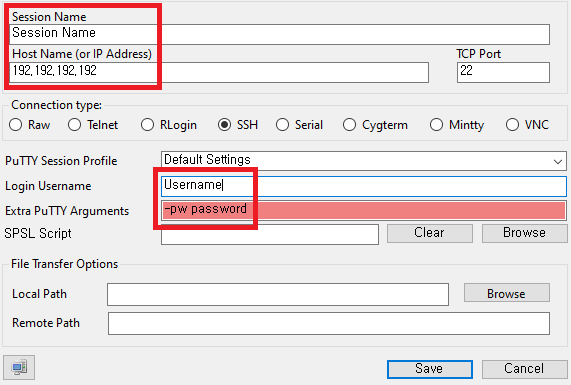 Session Name
Session Name
Host Name (or IP Address) TCP Port
192,192,192,192 22
Connection type:
Raw Telnet RLogin SSH Serial Cygterm Mintty VNC
PuTTY Session Profile Default Settings
Login Username Username
Extra PuTTY Arguments -pw password
SPSL Script Clear Browse
File Transfer Options
Local Path Browse
Remote Path
Save Cancel